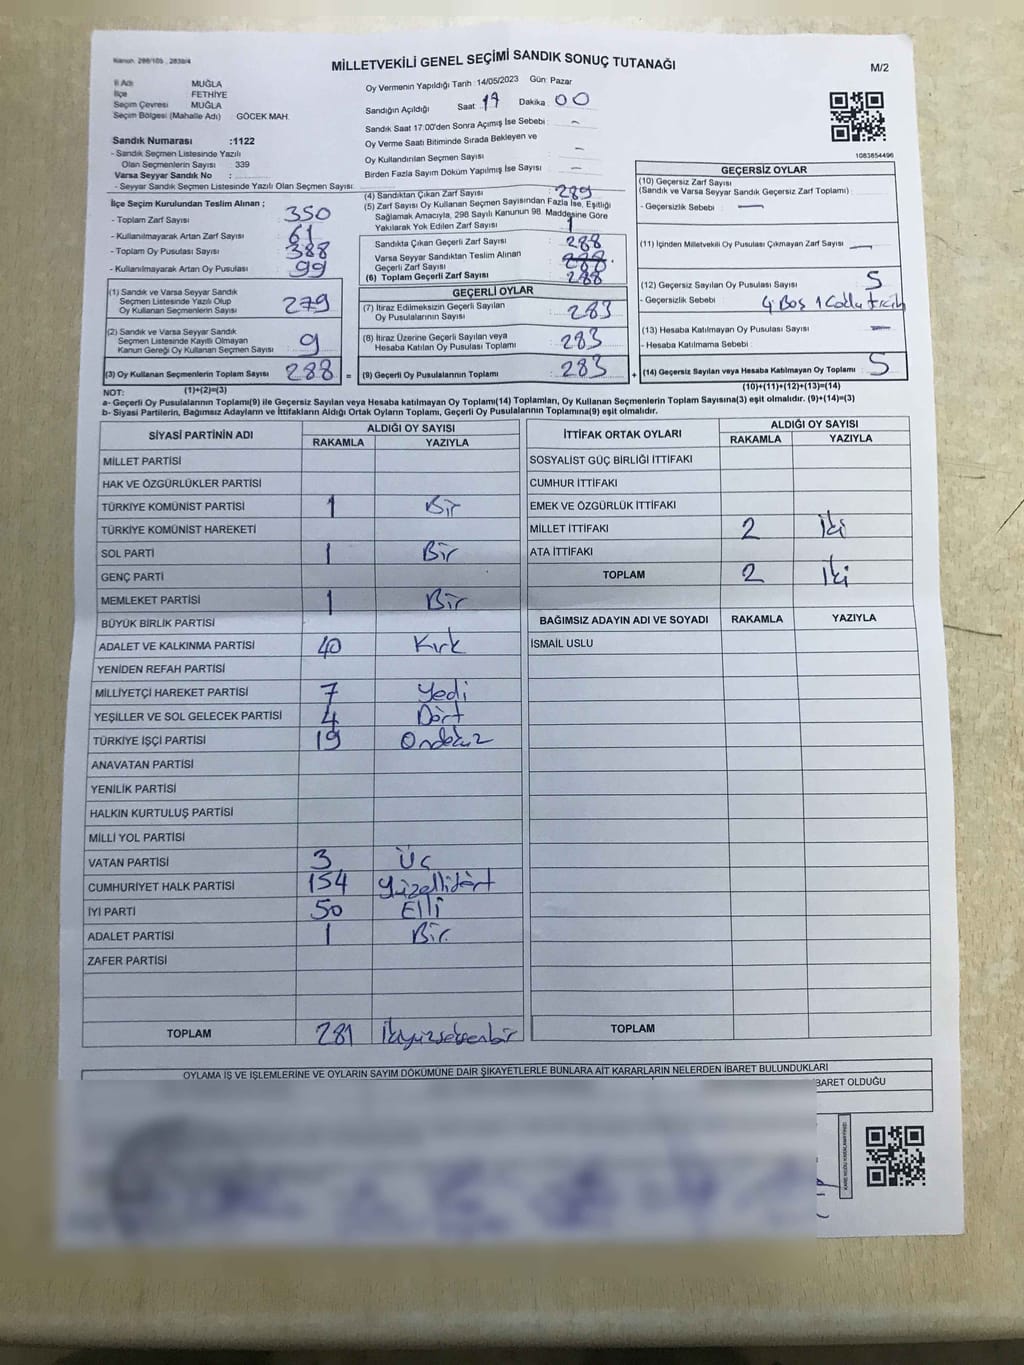 Kanun: 298/105 , 2839/4
MİLLETVEKİLİ GENEL SEÇİMİ SANDIK SONUÇ TUTANAĞI
M/2
İl Adı MUĞLA
İlçe FETHİYE
Seçim Çevresi MUĞLA
Seçim Bölgesi (Mahalle Adı) : GÖCEK MAH.
Oy Vermenin Yapıldığı Tarih : 14/05/2023 Gün: Pazar
Sandığın Açıldığı Saat 17 Dakika 00
Sandık Saat 17:00'den Sonra Açımış İse Sebebi : -
Oy Verme Saati Bitiminde Sırada Bekleyen ve
Oy Kullandırılan Seçmen Sayısı -
Birden Fazla Sayım Döküm Yapılmış İse Sayısı : -
Sandık Numarası :1122
- Sandık Seçmen Listesinde Yazılı
Olan Seçmenlerin Sayısı : 339
Varsa Seyyar Sandık No :
- Seyyar Sandık Seçmen Listesinde Yazılı Olan Seçmen Sayısı:
1083854496
İlçe Seçim Kurulundan Teslim Alınan ;
- Toplam Zarf Sayısı 350
- Kullanılmayarak Artan Zarf Sayısı 61
- Toplam Oy Pusulası Sayısı 388
- Kullanılmayarak Artan Oy Pusulası 99
(1) Sandık ve Varsa Seyyar Sandık
Seçmen Listesinde Yazılı Olup
Oy Kullanan Seçmenlerin Sayısı 279
(2) Sandık ve Varsa Seyyar Sandık
Seçmen Listesinde Kayıtlı Olmayan
Kanun Gereği Oy Kullanan Seçmen Sayısı 9
(3) Oy Kullanan Seçmenlerin Toplam Sayısı 288 =
(4) Sandıktan Çıkan Zarf Sayısı 289
(5) Zarf Sayısı Oy Kullanan Seçmen Sayısından Fazla İse, Eşitliği
Sağlamak Amacıyla, 298 Sayılı Kanunun 98. Maddesine Göre
Yakılarak Yok Edilen Zarf Sayısı : 1
Sandıkta Çıkan Geçerli Zarf Sayısı 288
Varsa Seyyar Sandıktan Teslim Alınan
Geçerli Zarf Sayısı 288
(6) Toplam Geçerli Zarf Sayısı 288
GEÇERLİ OYLAR
(7) İtiraz Edilmeksizin Geçerli Sayılan
Oy Pusulalarının Sayısı 283
(8) İtiraz Üzerine Geçerli Sayılan veya
Hesaba Katılan Oy Pusulası Toplamı 283
(9) Geçerli Oy Pusulalarının Toplamı 283 +
GEÇERSİZ OYLAR
(10) Geçersiz Zarf Sayısı
(Sandık ve Varsa Seyyar Sandık Geçersiz Zarf Toplamı)
- Geçersizlik Sebebi : -
(11) İçinden Milletvekili Oy Pusulası Çıkmayan Zarf Sayısı -
(12) Geçersiz Sayılan Oy Pusulası Sayısı 5
- Geçersizlik Sebebi : 4 Boş 1
(13) Hesaba Katılmayan Oy Pusulası Sayısı -
- Hesaba Katılmama Sebebi :
(14) Geçersiz Sayılan veya Hesaba Katılmayan Oy Toplamı 5
NOT: (1)+(2)=(3)
(10)+(11)+(12)+(13)=(14)
a- Geçerli Oy Pusulalarının Toplamı(9) ile Geçersiz Sayılan veya Hesaba katılmayan Oy Toplamı(14) Toplamları, Oy Kullanan Seçmenlerin Toplam Sayısına(3) eşit olmalıdır. (9)+(14)=(3)
b- Siyasi Partilerin, Bağımsız Adayların ve İttifakların Aldığı Ortak Oyların Toplamı, Geçerli Oy Pusulalarının Toplamına(9) eşit olmalıdır.
SİYASİ PARTİNİN ADI ALDIĞI OY SAYISI
RAKAMLA YAZIYLA
MİLLET PARTİSİ
HAK VE ÖZGÜRLÜKLER PARTİSİ
TÜRKİYE KOMÜNİST PARTİSİ 1 Bir
TÜRKİYE KOMÜNİST HAREKETİ
SOL PARTİ 1 Bir
GENÇ PARTİ
MEMLEKET PARTİSİ 1 Bir
BÜYÜK BİRLİK PARTİSİ
ADALET VE KALKINMA PARTİSİ 40 Kırk
YENİDEN REFAH PARTİSİ
MİLLİYETÇİ HAREKET PARTİSİ 7 Yedi
YEŞİLLER VE SOL GELECEK PARTİSİ 4 Dört
TÜRKİYE İŞÇİ PARTİSİ 19 Ondokuz
ANAVATAN PARTİSİ
YENİLİK PARTİSİ
HALKIN KURTULUŞ PARTİSİ
MİLLİ YOL PARTİSİ
VATAN PARTİSİ 3 Üç
CUMHURİYET HALK PARTİSİ 154 Yüzellidört
İYİ PARTİ 50 Elli
ADALET PARTİSİ 1 Bir.
ZAFER PARTİSİ
TOPLAM 281 İkiyüzseksenbir
İTTİFAK ORTAK OYLARI ALDIĞI OY SAYISI
RAKAMLA YAZIYLA
SOSYALİST GÜÇ BİRLİĞİ İTTİFAKI
CUMHUR İTTİFAKI
EMEK VE ÖZGÜRLÜK İTTİFAKI
MİLLET İTTİFAKI 2 İki
ATA İTTİFAKI
TOPLAM 2 İki
BAĞIMSIZ ADAYIN ADI VE SOYADI RAKAMLA YAZIYLA
İSMAİL USLU
TOPLAM
OYLAMA İŞ VE İŞLEMLERİNE VE OYLARIN SAYIM DÖKÜMÜNE DAİR ŞİKAYETLERLE BUNLARA AİT KARARLARIN NELERDEN İBARET BULUNDUKLARI
BARET OLDUĞU